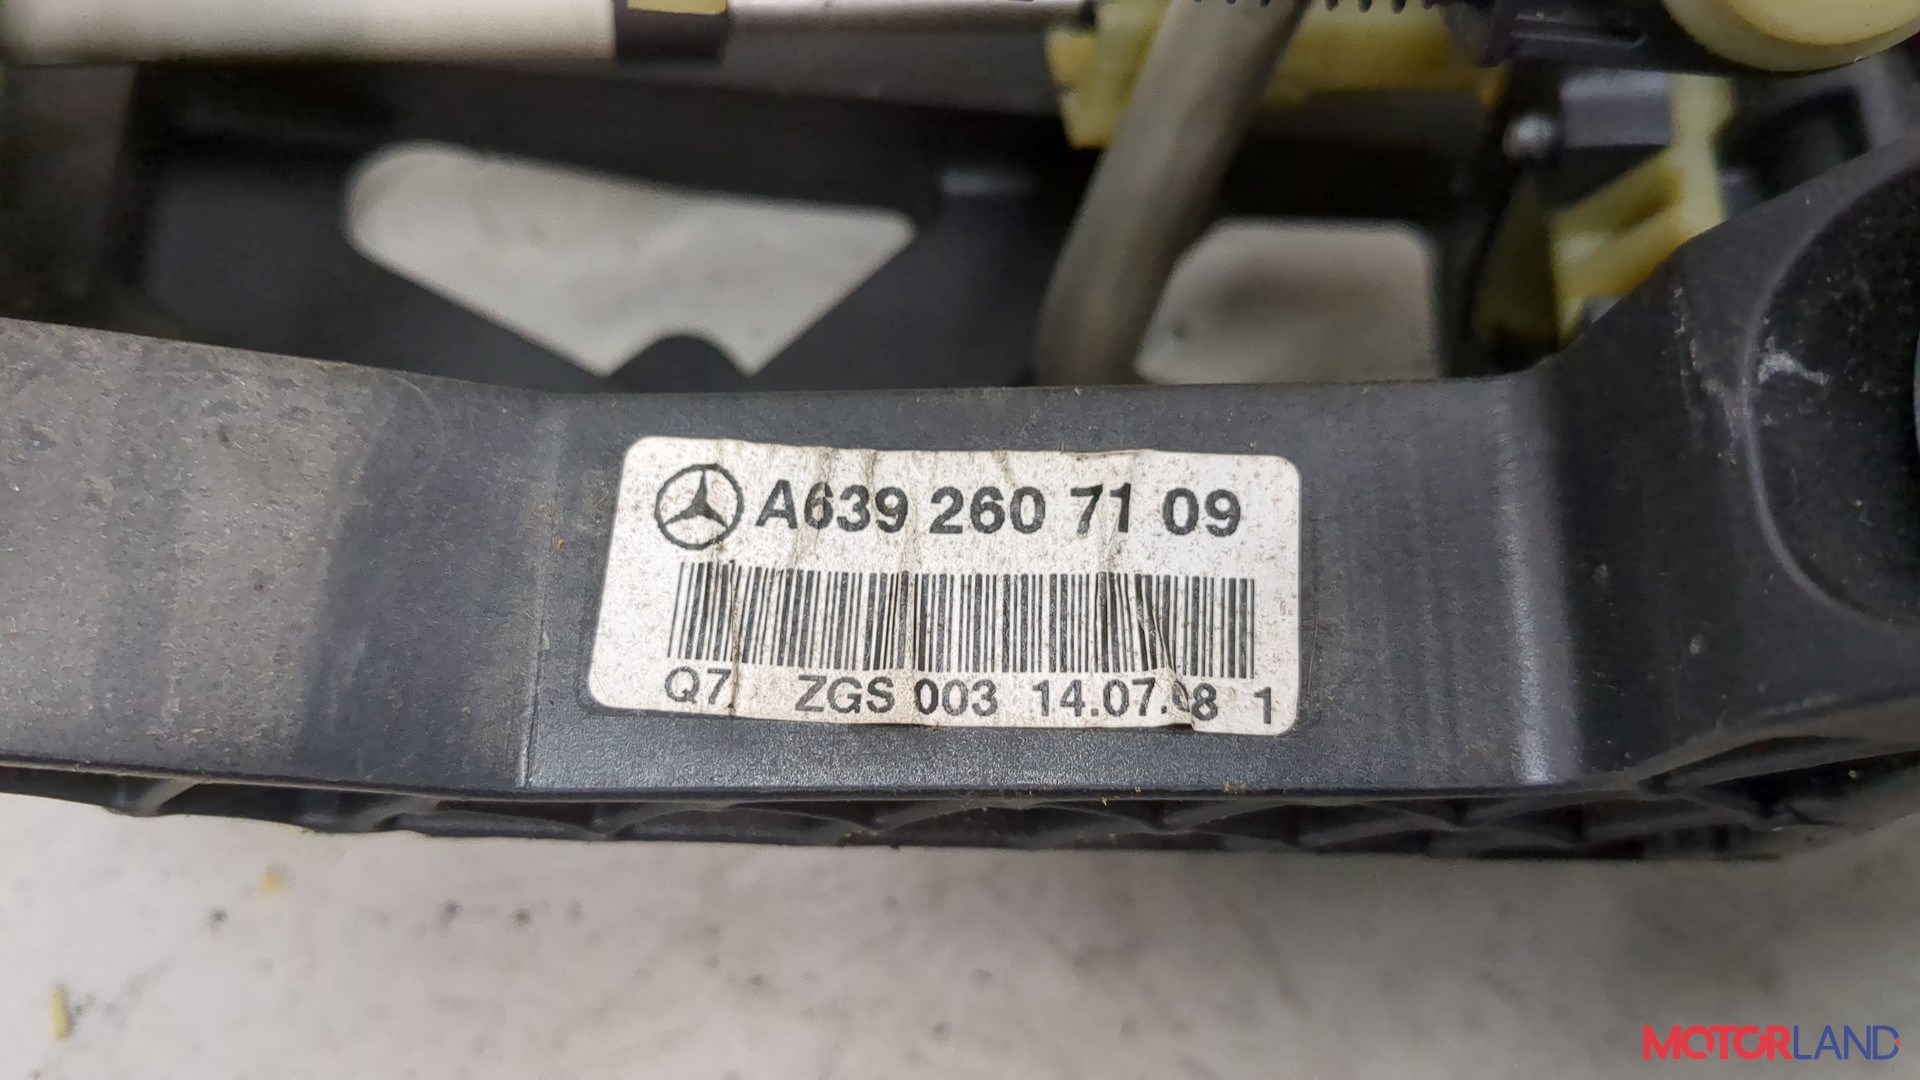 A639 260 71 09
Q7 ZGS 003 14.07.08 1
MOTORLAND